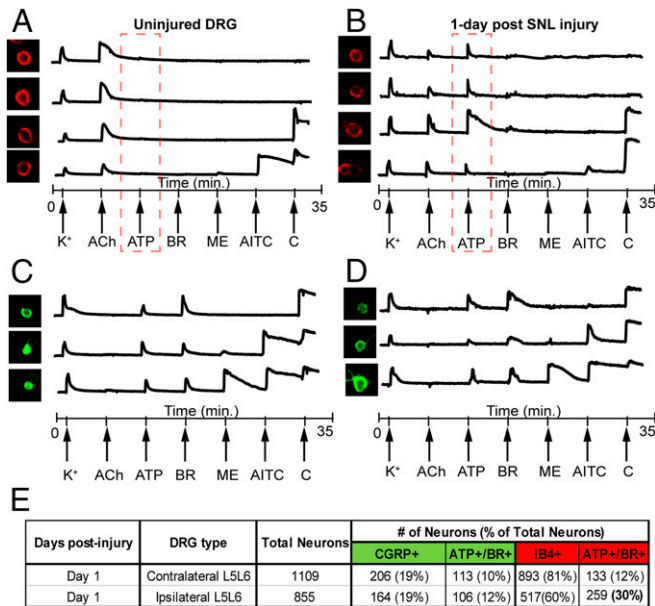 A
Uninjured DRG
B
1-day post SNL injury
Time (min.)
0
35
K⁺ ACh ATP BR ME AITC C
Time (min.)
0
35
K⁺ ACh ATP BR ME AITC C
C
D
Time (min.)
0
35
K⁺ ACh ATP BR ME AITC C
Time (min.)
0
35
K⁺ ACh ATP BR ME AITC C
E
Days post-injury DRG type Total Neurons # of Neurons (% of Total Neurons)
CGRP+ ATP+/BR+ IB4+ ATP+/BR+
Day 1 Contralateral L5L6 1109 206 (19%) 113 (10%) 893 (81%) 133 (12%)
Day 1 Ipsilateral L5L6 855 164 (19%) 106 (12%) 517(60%) 259 (30%)